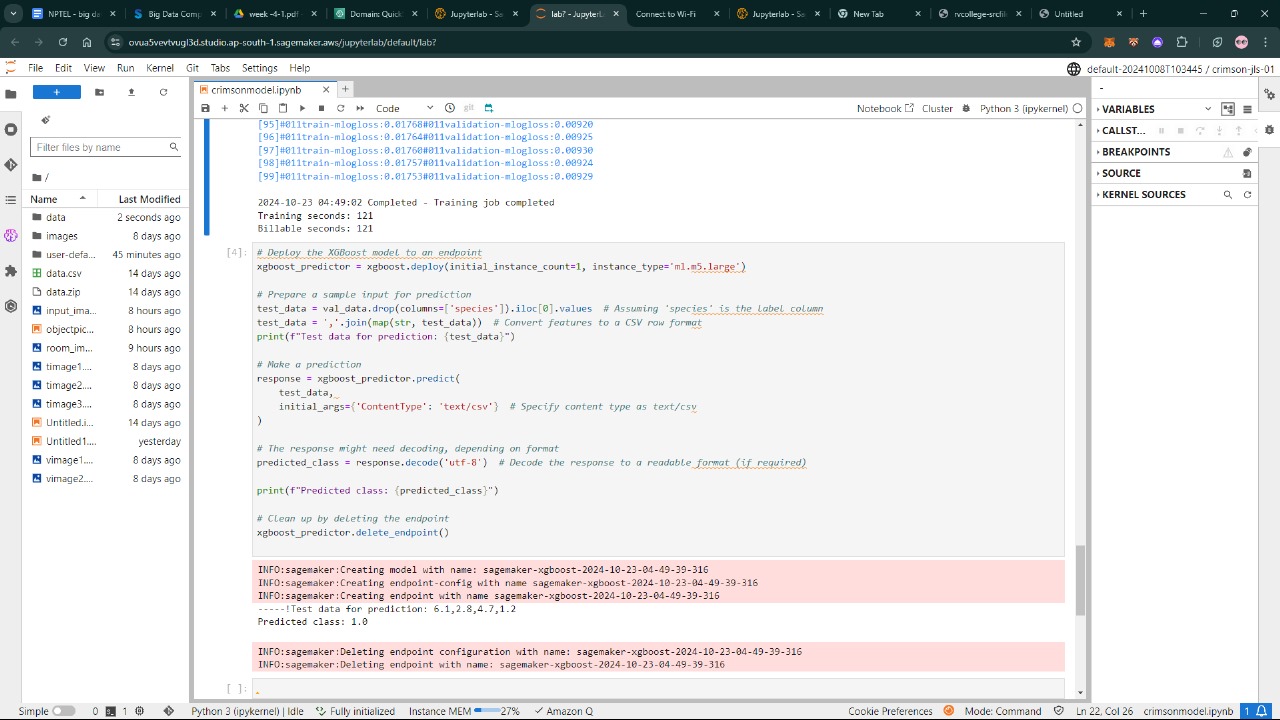 NPTEL - big da
Big Data Comp
week -4-1.pdf -
Domain: Quick
Jupyterlab - Sa
lab? - JupyterL
Connect to Wi-Fi
Jupyterlab - Sa
New Tab
rvcollege-srcfil
Untitled
ovua5vevtvugl3d.studio.ap-south-1.sagemaker.aws/jupyterlab/default/lab?
File Edit View Run Kernel Git Tabs Settings Help
default-20241008T103445 / crimson-jls-01
Filter files by name
/
Name Last Modified
data 2 seconds ago
images 8 days ago
user-defa... 45 minutes ago
data.csv 14 days ago
data.zip 14 days ago
input_ima... 8 hours ago
objectpic... 8 hours ago
room_im... 9 hours ago
timage1.... 8 days ago
timage2.... 8 days ago
timage3.... 8 days ago
Untitled.i... 14 days ago
Untitled1.... yesterday
vimage1.... 8 days ago
vimage2.... 8 days ago
crimsonmodel.ipynb
Code
git
Notebook Cluster Python 3 (ipykernel)
[95]#011train-mlogloss:0.01768#011validation-mlogloss:0.00920
[96]#011train-mlogloss:0.01764#011validation-mlogloss:0.00925
[97]#011train-mlogloss:0.01760#011validation-mlogloss:0.00930
[98]#011train-mlogloss:0.01757#011validation-mlogloss:0.00924
[99]#011train-mlogloss:0.01753#011validation-mlogloss:0.00929
2024-10-23 04:49:02 Completed - Training job completed
Training seconds: 121
Billable seconds: 121
[4]:
# Deploy the XGBoost model to an endpoint
xgboost_predictor = xgboost.deploy(initial_instance_count=1, instance_type='ml.m5.large')
# Prepare a sample input for prediction
test_data = val_data.drop(columns=['species']).iloc[0].values  # Assuming 'species' is the label column
test_data = ','.join(map(str, test_data))  # Convert features to a CSV row format
print(f"Test data for prediction: {test_data}")
# Make a prediction
response = xgboost_predictor.predict(
    test_data,
    initial_args={'ContentType': 'text/csv'}  # Specify content type as text/csv
)
# The response might need decoding, depending on format
predicted_class = response.decode('utf-8')  # Decode the response to a readable format (if required)
print(f"Predicted class: {predicted_class}")
# Clean up by deleting the endpoint
xgboost_predictor.delete_endpoint()
INFO:sagemaker:Creating model with name: sagemaker-xgboost-2024-10-23-04-49-39-316
INFO:sagemaker:Creating endpoint-config with name sagemaker-xgboost-2024-10-23-04-49-39-316
INFO:sagemaker:Creating endpoint with name sagemaker-xgboost-2024-10-23-04-49-39-316
-----!Test data for prediction: 6.1,2.8,4.7,1.2
Predicted class: 1.0
INFO:sagemaker:Deleting endpoint configuration with name: sagemaker-xgboost-2024-10-23-04-49-39-316
INFO:sagemaker:Deleting endpoint with name: sagemaker-xgboost-2024-10-23-04-49-39-316
[ ]:
VARIABLES
CALLST...
BREAKPOINTS
SOURCE
KERNEL SOURCES
Simple 0 1 Python 3 (ipykernel) | Idle Fully initialized Instance MEM 27% Amazon Q Cookie Preferences Mode: Command Ln 22, Col 26 crimsonmodel.ipynb 1